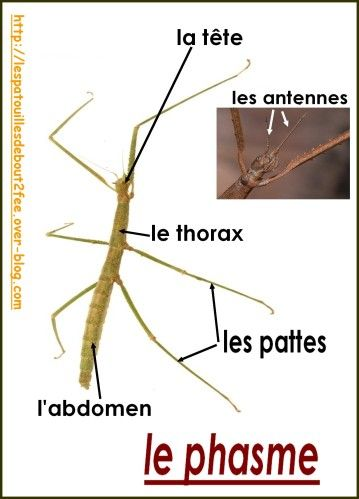 http://lespatouillesdebout2fee.over-blog.com
la tête
les antennes
le thorax
les pattes
l'abdomen
le phasme